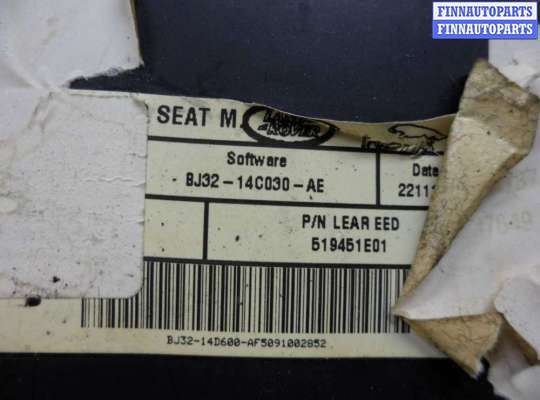 FINNAUTOPARTS
FINNAUTOPARTS
SEAT M
LAND
ROVER
Software
BJ32-14C030-AE
Date
P/N LEAR EED
519451E01
BJ32-14D600-AF5091002852